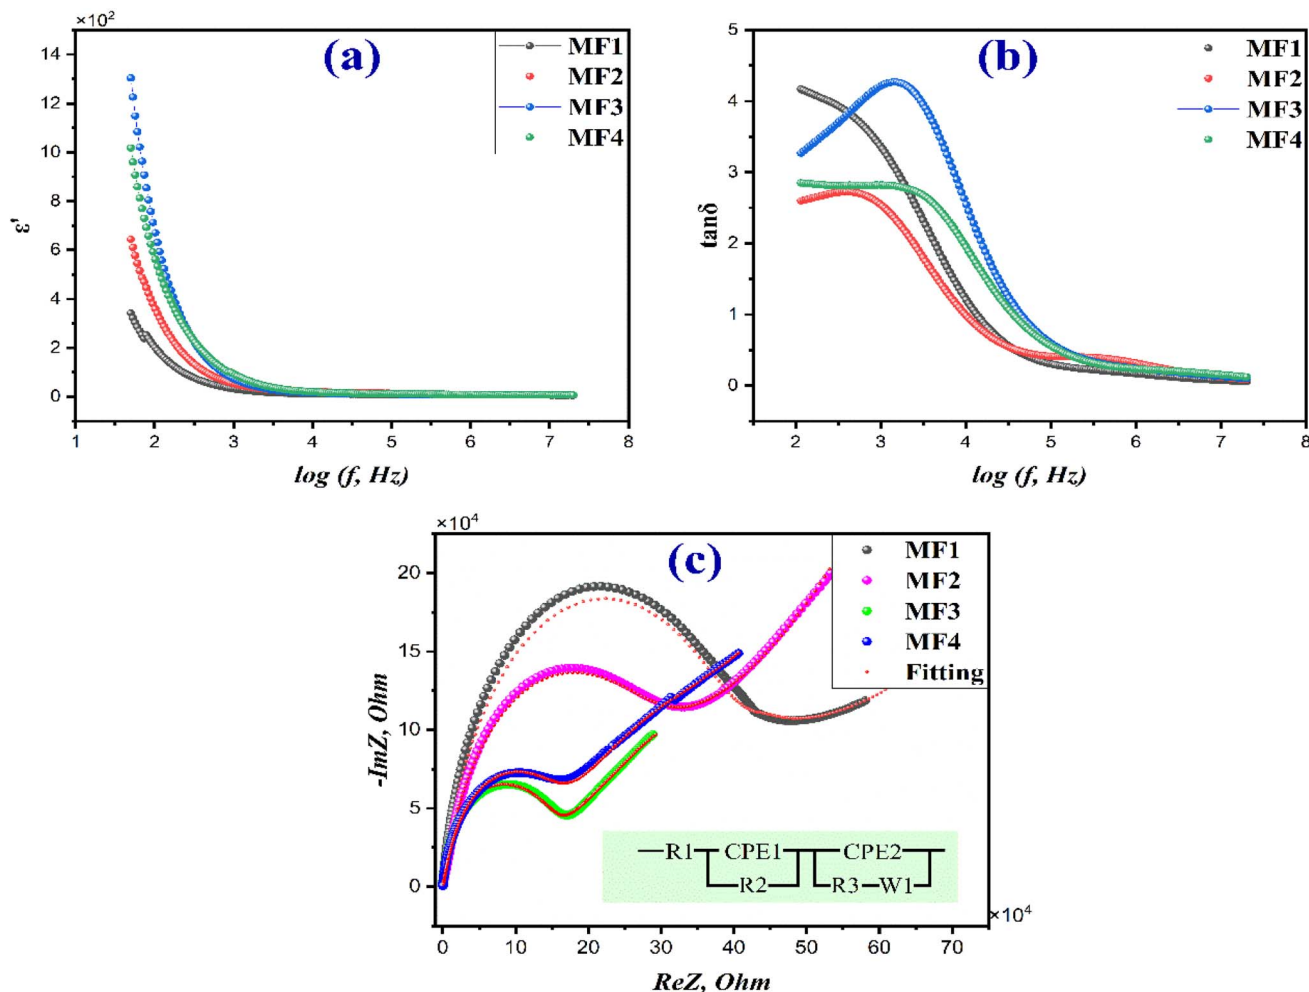 ×10²
(a)
MF1
MF2
MF3
MF4
14
12
10
8
6
4
2
0
ε'
1 2 3 4 5 6 7 8
log (f, Hz)
(b)
MF1
MF2
MF3
MF4
5
4
3
2
1
0
tanδ
2 3 4 5 6 7 8
log (f, Hz)
×10⁴
(c)
MF1
MF2
MF3
MF4
Fitting
20
15
10
5
0
-ImZ, Ohm
R1 CPE1 CPE2
R2 R3 W1
×10⁴
0 10 20 30 40 50 60 70
ReZ, Ohm